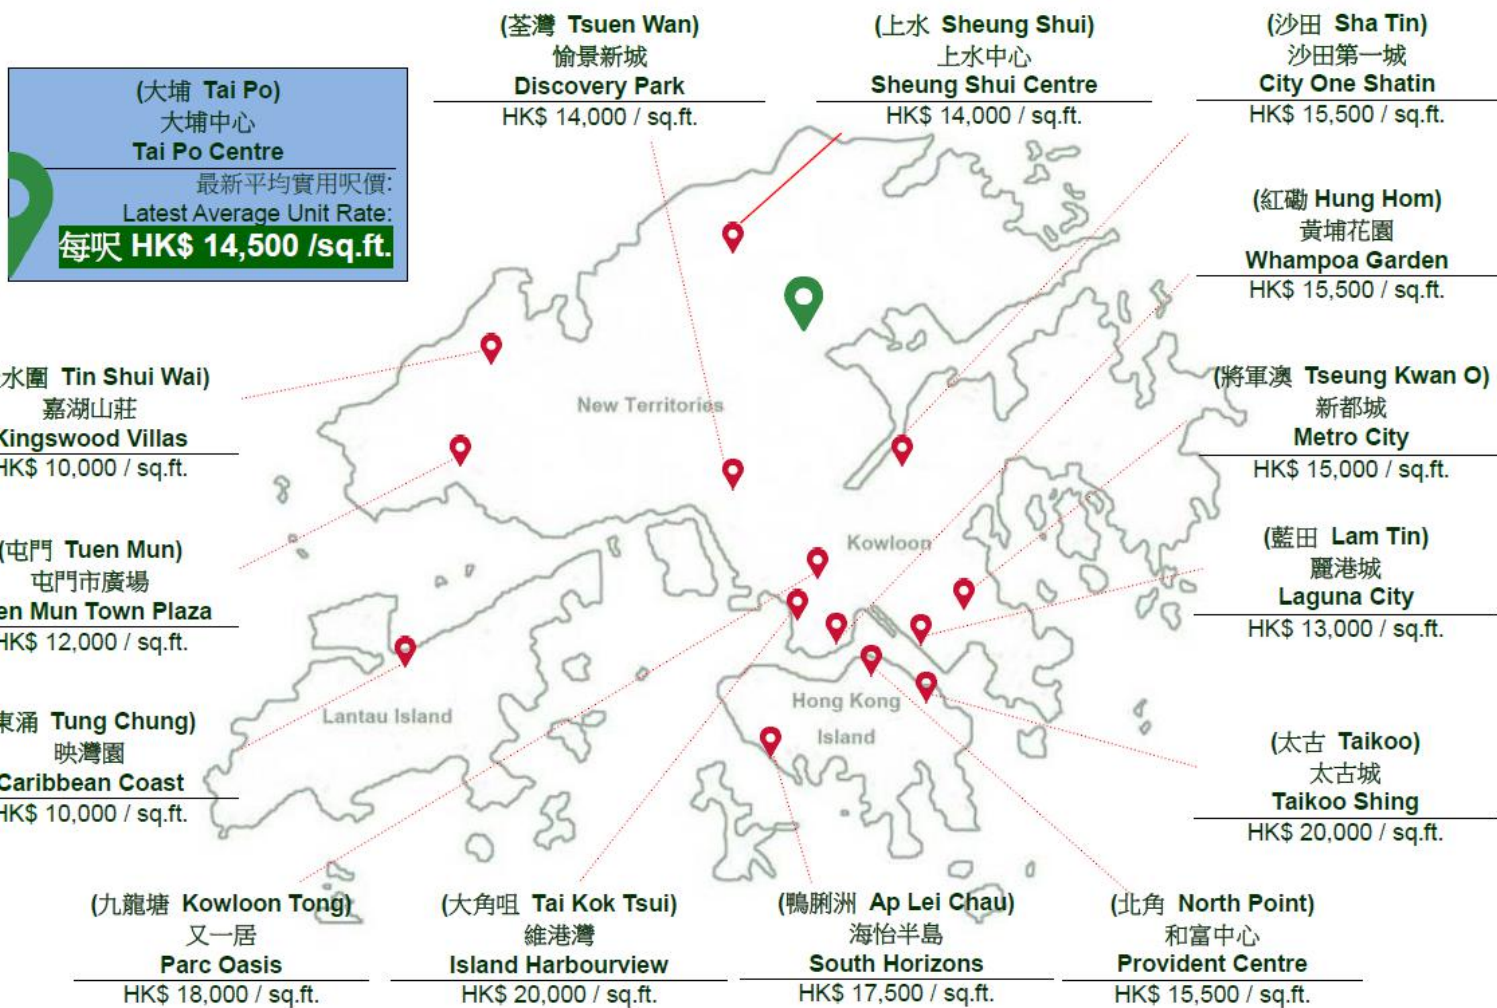 (大埔 Tai Po)
大埔中心
Tai Po Centre
最新平均實用呎價:
Latest Average Unit Rate:
每呎 HK$ 14,500 /sq.ft.
(荃灣 Tsuen Wan)
愉景新城
Discovery Park
HK$ 14,000 / sq.ft.
(上水 Sheung Shui)
上水中心
Sheung Shui Centre
HK$ 14,000 / sq.ft.
(沙田 Sha Tin)
沙田第一城
City One Shatin
HK$ 15,500 / sq.ft.
(紅磡 Hung Hom)
黃埔花園
Whampoa Garden
HK$ 15,500 / sq.ft.
水圍 Tin Shui Wai)
嘉湖山莊
Kingswood Villas
HK$ 10,000 / sq.ft.
New Territories
(將軍澳 Tseung Kwan O)
新都城
Metro City
HK$ 15,000 / sq.ft.
(屯門 Tuen Mun)
屯門市廣場
en Mun Town Plaza
HK$ 12,000 / sq.ft.
Kowloon
(藍田 Lam Tin)
麗港城
Laguna City
HK$ 13,000 / sq.ft.
東涌 Tung Chung)
映灣園
Caribbean Coast
HK$ 10,000 / sq.ft.
Lantau Island
Hong Kong
Island
(太古 Taikoo)
太古城
Taikoo Shing
HK$ 20,000 / sq.ft.
(九龍塘 Kowloon Tong)
又一居
Parc Oasis
HK$ 18,000 / sq.ft.
(大角咀 Tai Kok Tsui)
維港灣
Island Harbourview
HK$ 20,000 / sq.ft.
(鴨脷洲 Ap Lei Chau)
海怡半島
South Horizons
HK$ 17,500 / sq.ft.
(北角 North Point)
和富中心
Provident Centre
HK$ 15,500 / sq.ft.